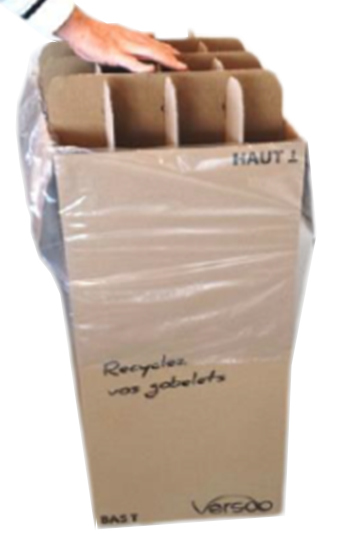 HAUT ⊥
Recyclez
vos gobelets
BAS T
Versoo